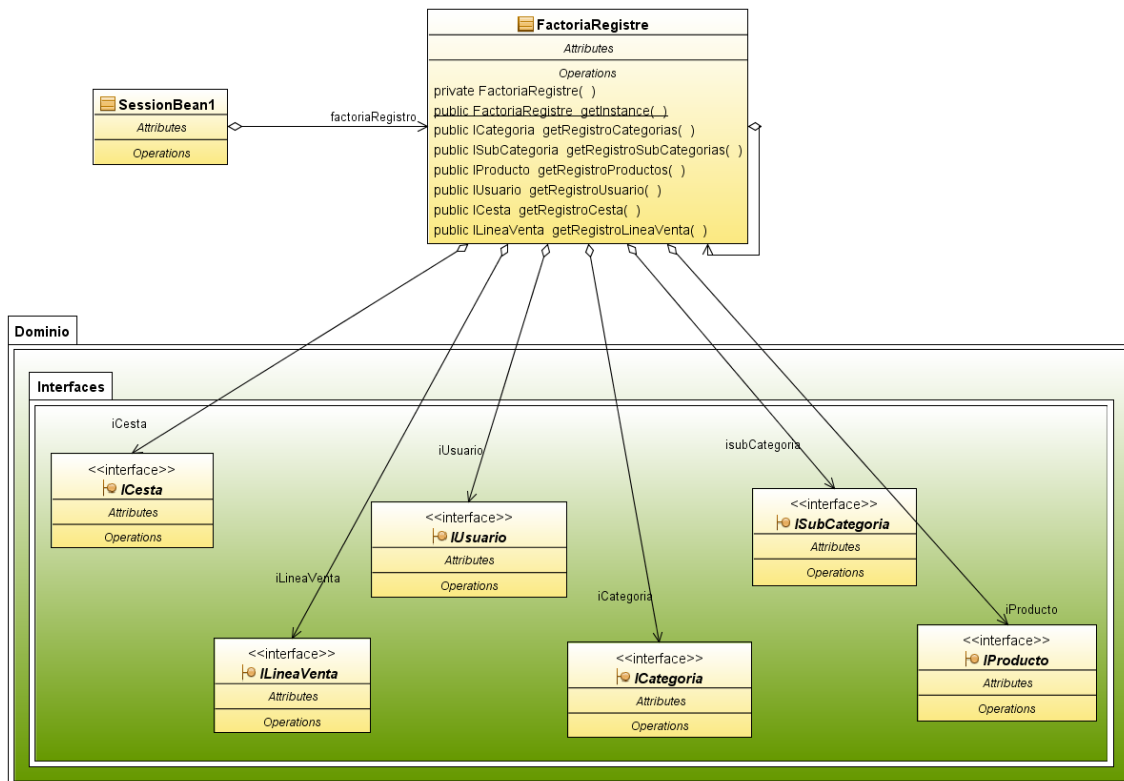 FactoriaRegistre
Attributes
Operations
private FactoriaRegistre( )
public FactoriaRegistre getInstance( )
public ICategoria getRegistroCategorias( )
public ISubCategoria getRegistroSubCategorias( )
public IProducto getRegistroProductos( )
public IUsuario getRegistroUsuario( )
public ICesta getRegistroCesta( )
public ILineaVenta getRegistroLineaVenta( )
SessionBean1
Attributes
Operations
factoriaRegistro
Dominio
Interfaces
iCesta
<<interface>>
ICesta
Attributes
Operations
iUsuario
<<interface>>
IUsuario
Attributes
Operations
isubCategoria
<<interface>>
ISubCategoria
Attributes
Operations
iLineaVenta
<<interface>>
ILineaVenta
Attributes
Operations
iCategoria
<<interface>>
ICategoria
Attributes
Operations
iProducto
<<interface>>
IProducto
Attributes
Operations